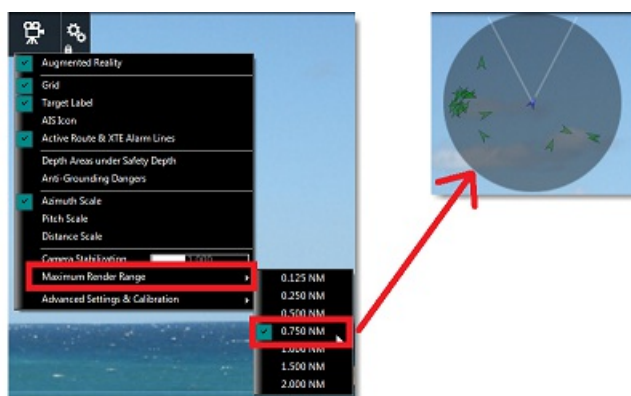 Augmented Reality
Grid
Target Label
AIS Icon
Active Route & XTE Alarm Lines
Depth Areas under Safety Depth
Anti-Grounding Dangers
Azimuth Scale
Pitch Scale
Distance Scale
Camera Stabilization 1.000
Maximum Render Range
Advanced Settings & Calibration
0.125 NM
0.250 NM
0.500 NM
0.750 NM
1.000 NM
1.500 NM
2.000 NM